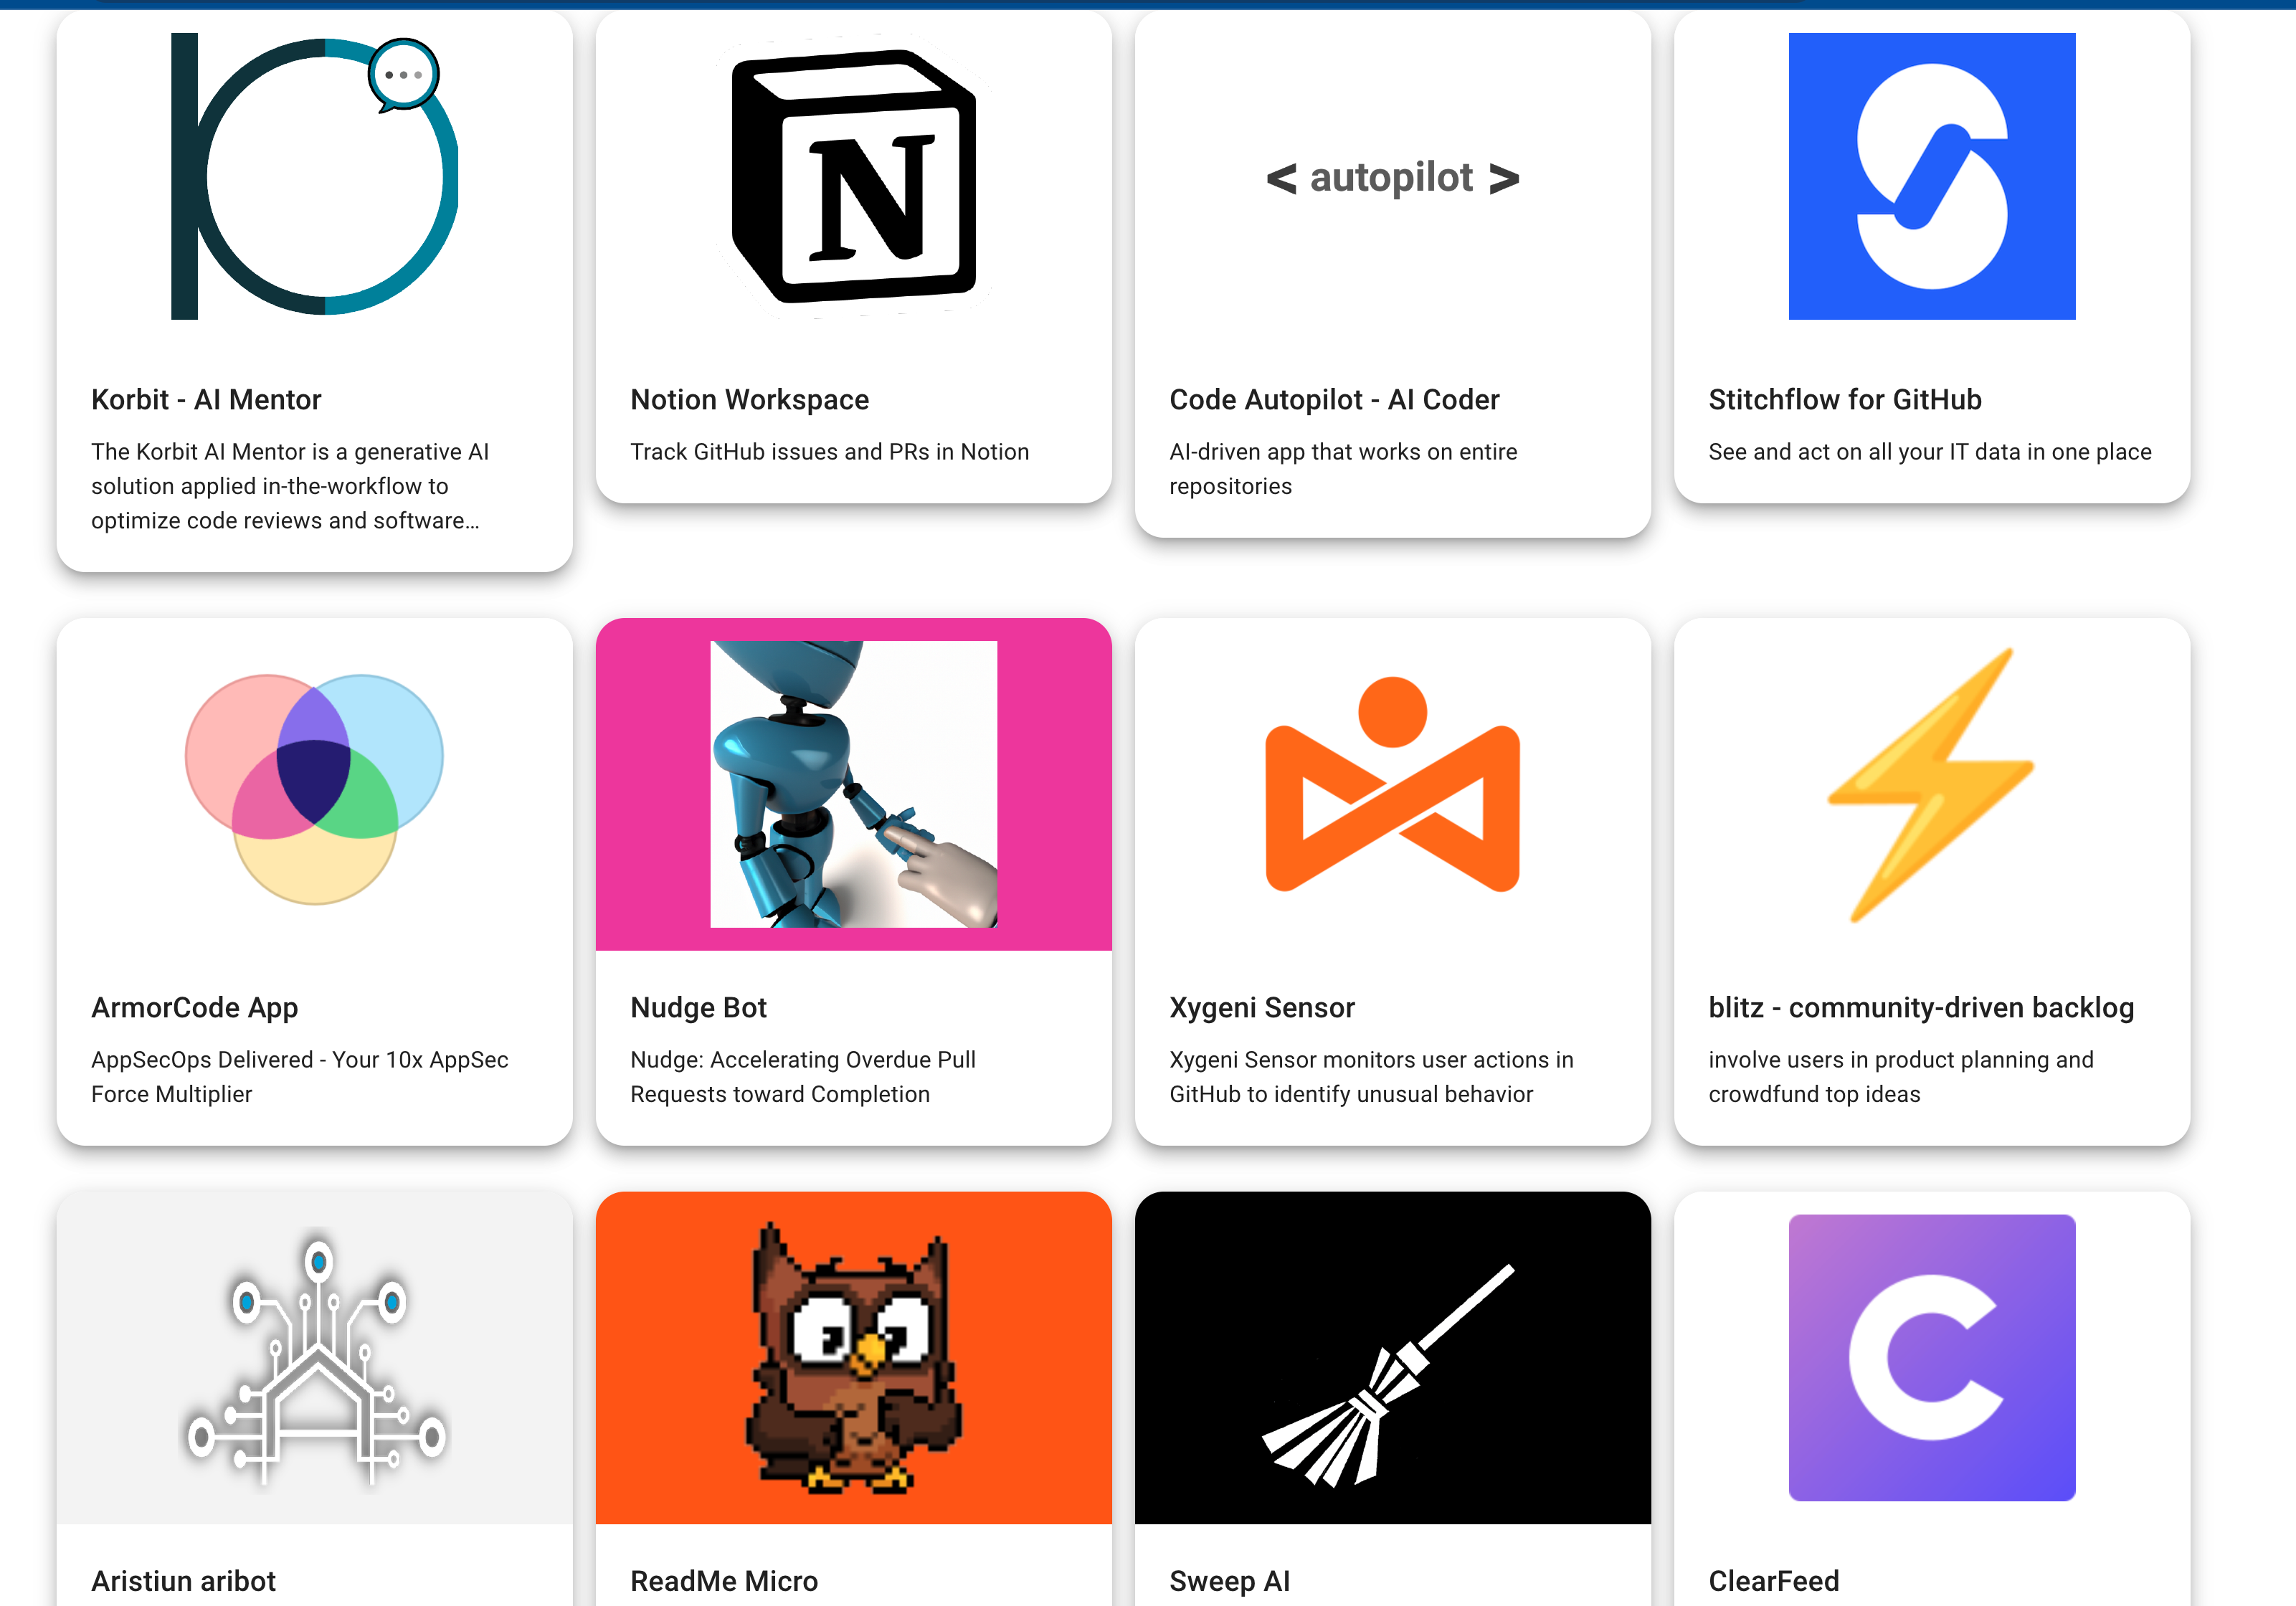 N
< autopilot >
Korbit - AI Mentor
The Korbit AI Mentor is a generative AI
solution applied in-the-workflow to
optimize code reviews and software…
Notion Workspace
Track GitHub issues and PRs in Notion
Code Autopilot - AI Coder
AI-driven app that works on entire
repositories
Stitchflow for GitHub
See and act on all your IT data in one place
ArmorCode App
AppSecOps Delivered - Your 10x AppSec
Force Multiplier
Nudge Bot
Nudge: Accelerating Overdue Pull
Requests toward Completion
Xygeni Sensor
Xygeni Sensor monitors user actions in
GitHub to identify unusual behavior
blitz - community-driven backlog
involve users in product planning and
crowdfund top ideas
C
Aristiun aribot
ReadMe Micro
Sweep AI
ClearFeed